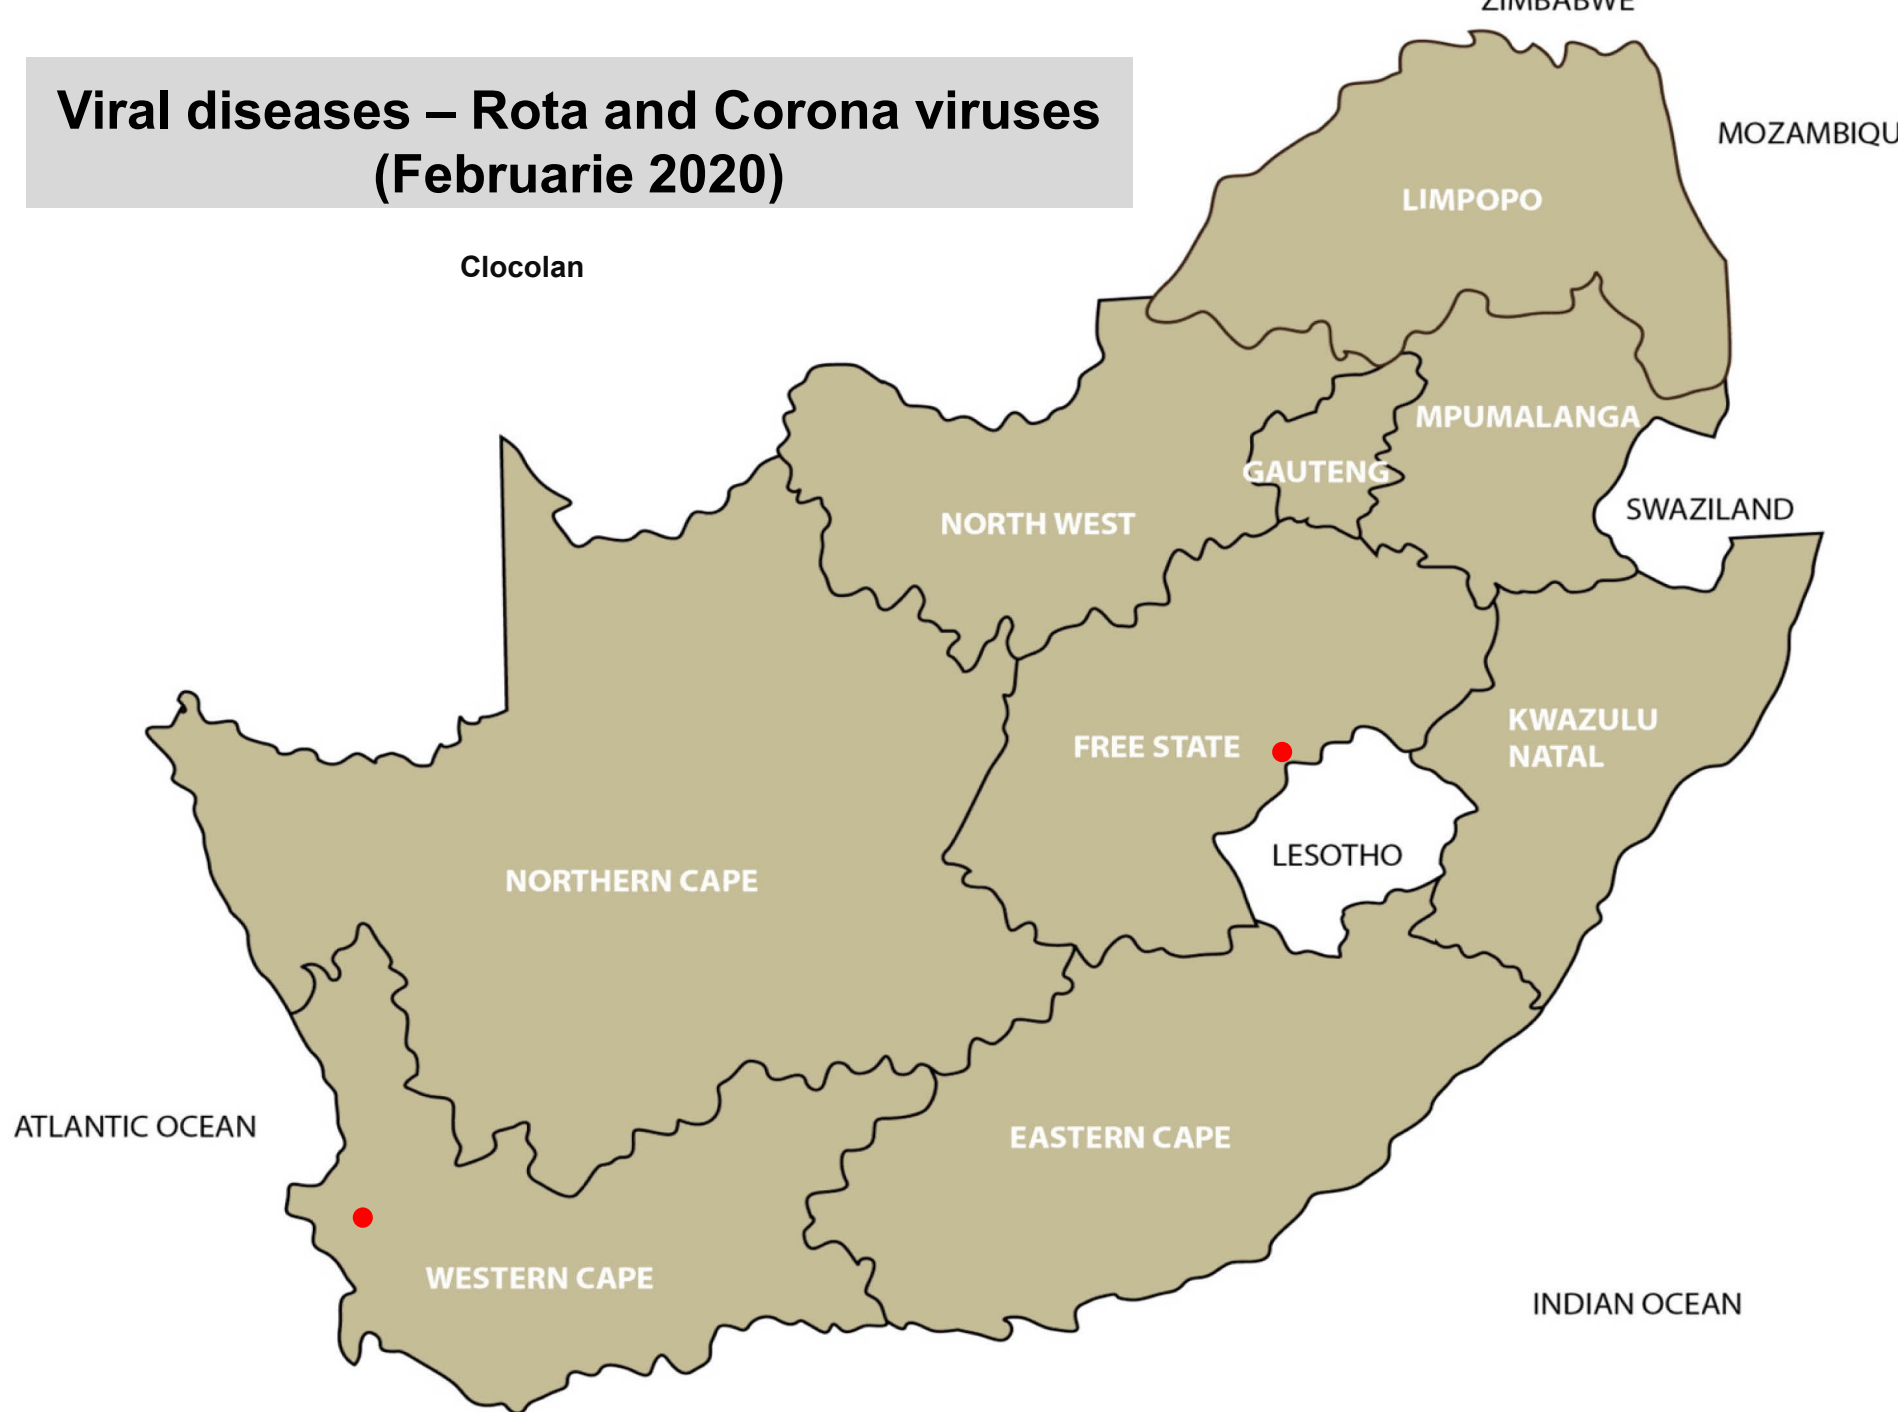 ZIMBABWE
Viral diseases – Rota and Corona viruses
(Februarie 2020)
MOZAMBIQU
LIMPOPO
Clocolan
MPUMALANGA
GAUTENG
SWAZILAND
NORTH WEST
KWAZULU
NATAL
FREE STATE
LESOTHO
NORTHERN CAPE
ATLANTIC OCEAN
EASTERN CAPE
WESTERN CAPE
INDIAN OCEAN